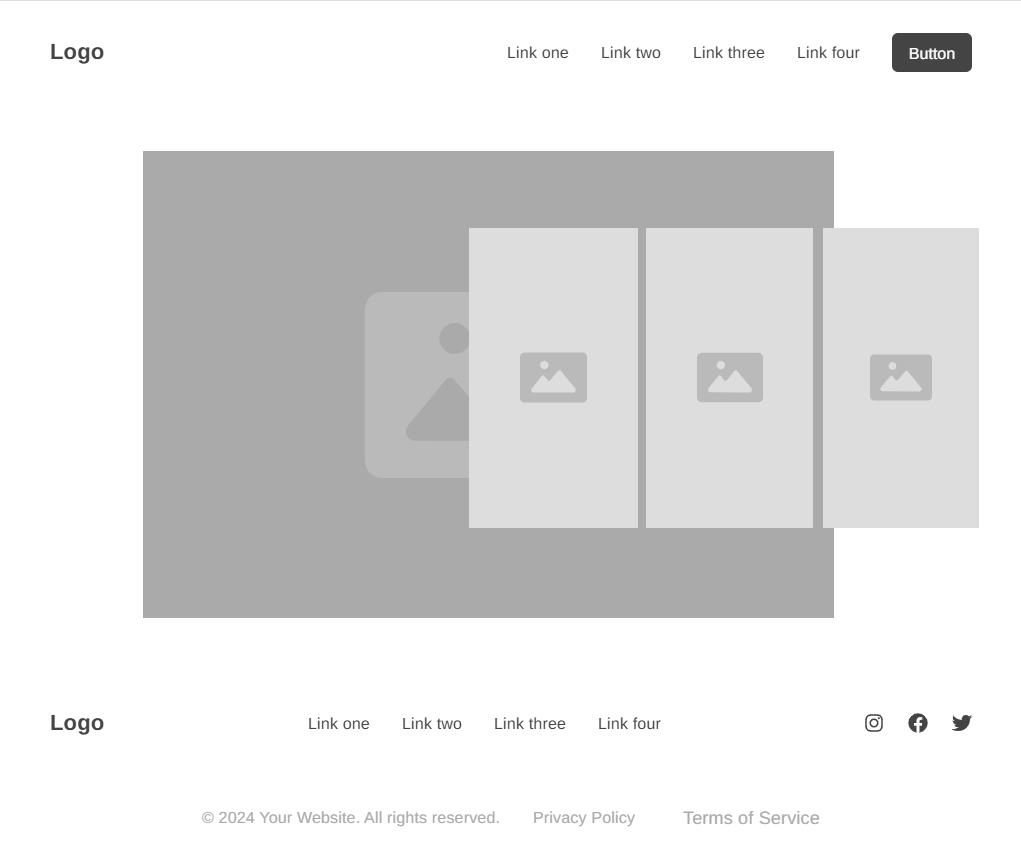 Logo Link one Link two Link three Link four Button
Logo Link one Link two Link three Link four
© 2024 Your Website. All rights reserved. Privacy Policy Terms of Service